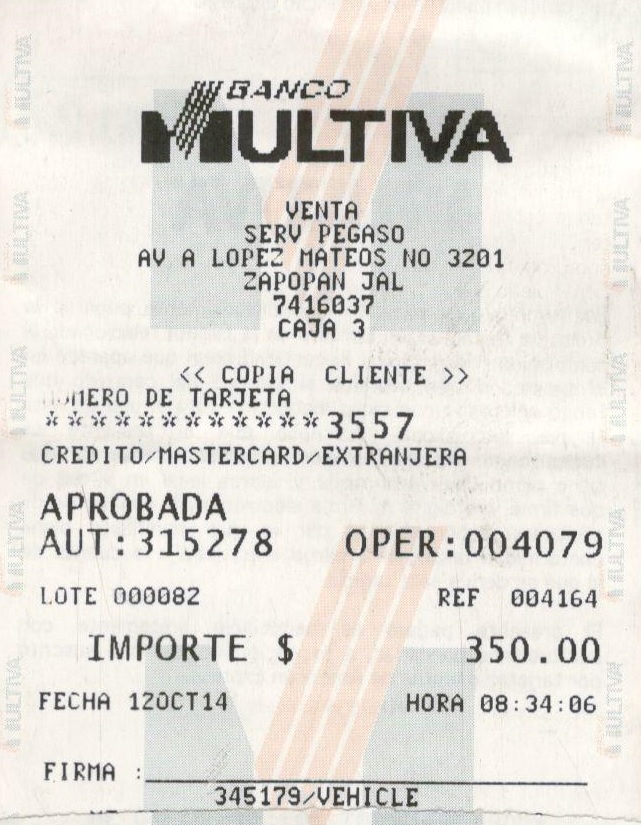 BANCO
MULTIVA
VENTA
SERV PEGASO
AV A LOPEZ MATEOS NO 3201
ZAPOPAN JAL
7416037
CAJA 3
<< COPIA CLIENTE >>
NUMERO DE TARJETA
************3557
CREDITO/MASTERCARD/EXTRANJERA
APROBADA
AUT:315278 OPER:004079
LOTE 000082 REF 004164
IMPORTE $ 350.00
FECHA 12OCT14 HORA 08:34:06
FIRMA :
345179/VEHICLE